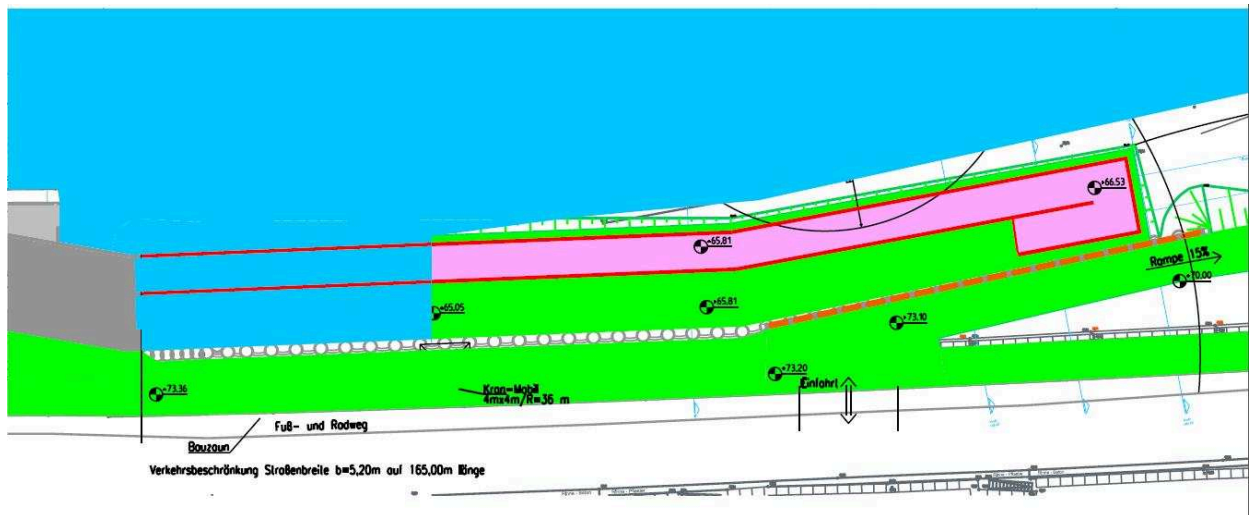 +66.53
+65.81
Rampe 15%
+70.00
+65.05
+65.81
+73.10
+73.20
+73.36
Einfahrt
Kran-Mobil
4mx4m/R=36 m
Fuß- und Radweg
Bauzaun
Verkehrsbeschrönkung Straßenbreite b=5,20m auf 165,00m länge